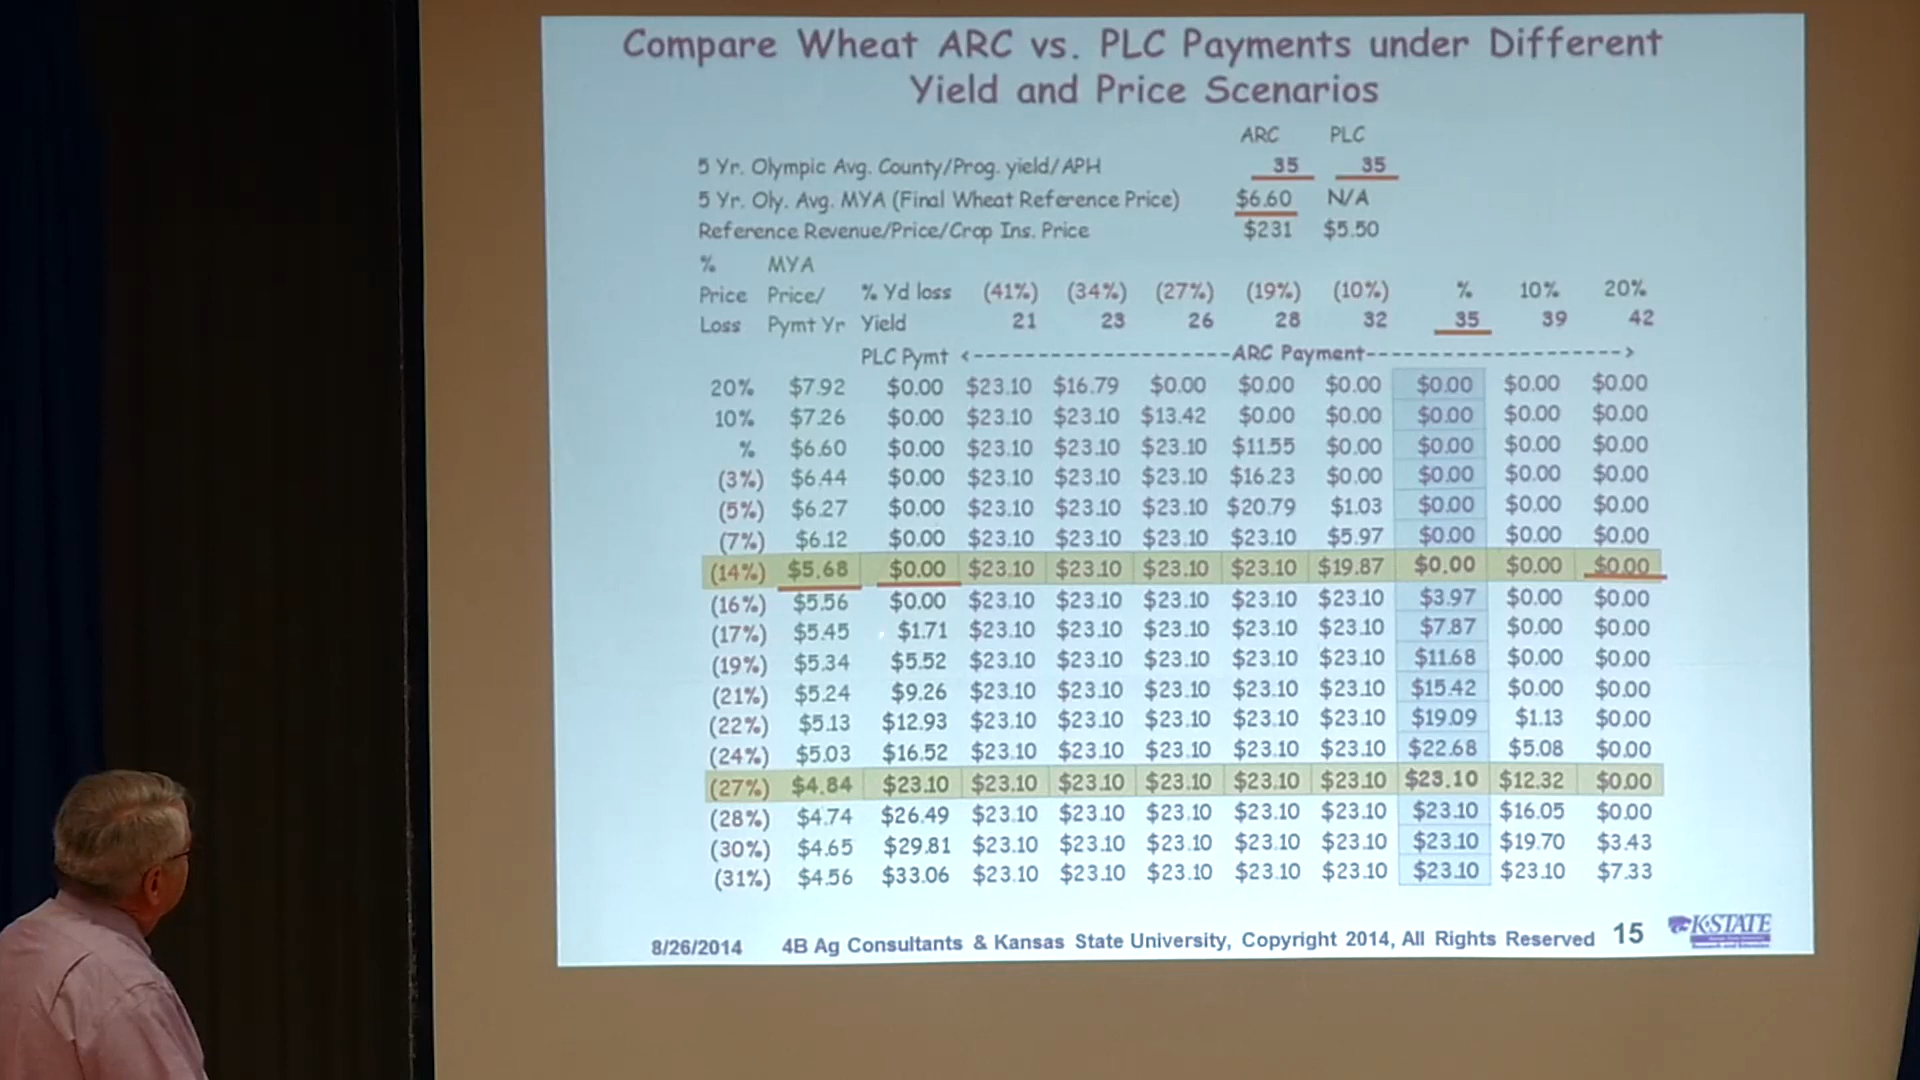 Compare Wheat ARC vs. PLC Payments under Different
Yield and Price Scenarios
ARC PLC
5 Yr. Olympic Avg. County/Prog. yield/APH 35 35
5 Yr. Oly. Avg. MYA (Final Wheat Reference Price) $6.60 N/A
Reference Revenue/Price/Crop Ins. Price $231 $5.50
% MYA
Price Price/ % Yd loss (41%) (34%) (27%) (19%) (10%) % 10% 20%
Loss Pymt Yr Yield 21 23 26 28 32 35 39 42
PLC Pymt <--------------------ARC Payment-------------------->
20% $7.92 $0.00 $23.10 $16.79 $0.00 $0.00 $0.00 $0.00 $0.00 $0.00
10% $7.26 $0.00 $23.10 $23.10 $13.42 $0.00 $0.00 $0.00 $0.00 $0.00
% $6.60 $0.00 $23.10 $23.10 $23.10 $11.55 $0.00 $0.00 $0.00 $0.00
(3%) $6.44 $0.00 $23.10 $23.10 $23.10 $16.23 $0.00 $0.00 $0.00 $0.00
(5%) $6.27 $0.00 $23.10 $23.10 $23.10 $20.79 $1.03 $0.00 $0.00 $0.00
(7%) $6.12 $0.00 $23.10 $23.10 $23.10 $23.10 $5.97 $0.00 $0.00 $0.00
(14%) $5.68 $0.00 $23.10 $23.10 $23.10 $23.10 $19.87 $0.00 $0.00 $0.00
(16%) $5.56 $0.00 $23.10 $23.10 $23.10 $23.10 $23.10 $3.97 $0.00 $0.00
(17%) $5.45 $1.71 $23.10 $23.10 $23.10 $23.10 $23.10 $7.87 $0.00 $0.00
(19%) $5.34 $5.52 $23.10 $23.10 $23.10 $23.10 $23.10 $11.68 $0.00 $0.00
(21%) $5.24 $9.26 $23.10 $23.10 $23.10 $23.10 $23.10 $15.42 $0.00 $0.00
(22%) $5.13 $12.93 $23.10 $23.10 $23.10 $23.10 $23.10 $19.09 $1.13 $0.00
(24%) $5.03 $16.52 $23.10 $23.10 $23.10 $23.10 $23.10 $22.68 $5.08 $0.00
(27%) $4.84 $23.10 $23.10 $23.10 $23.10 $23.10 $23.10 $23.10 $12.32 $0.00
(28%) $4.74 $26.49 $23.10 $23.10 $23.10 $23.10 $23.10 $23.10 $16.05 $0.00
(30%) $4.65 $29.81 $23.10 $23.10 $23.10 $23.10 $23.10 $23.10 $19.70 $3.43
(31%) $4.56 $33.06 $23.10 $23.10 $23.10 $23.10 $23.10 $23.10 $23.10 $7.33
8/26/2014 4B Ag Consultants & Kansas State University, Copyright 2014, All Rights Reserved 15 K-STATE